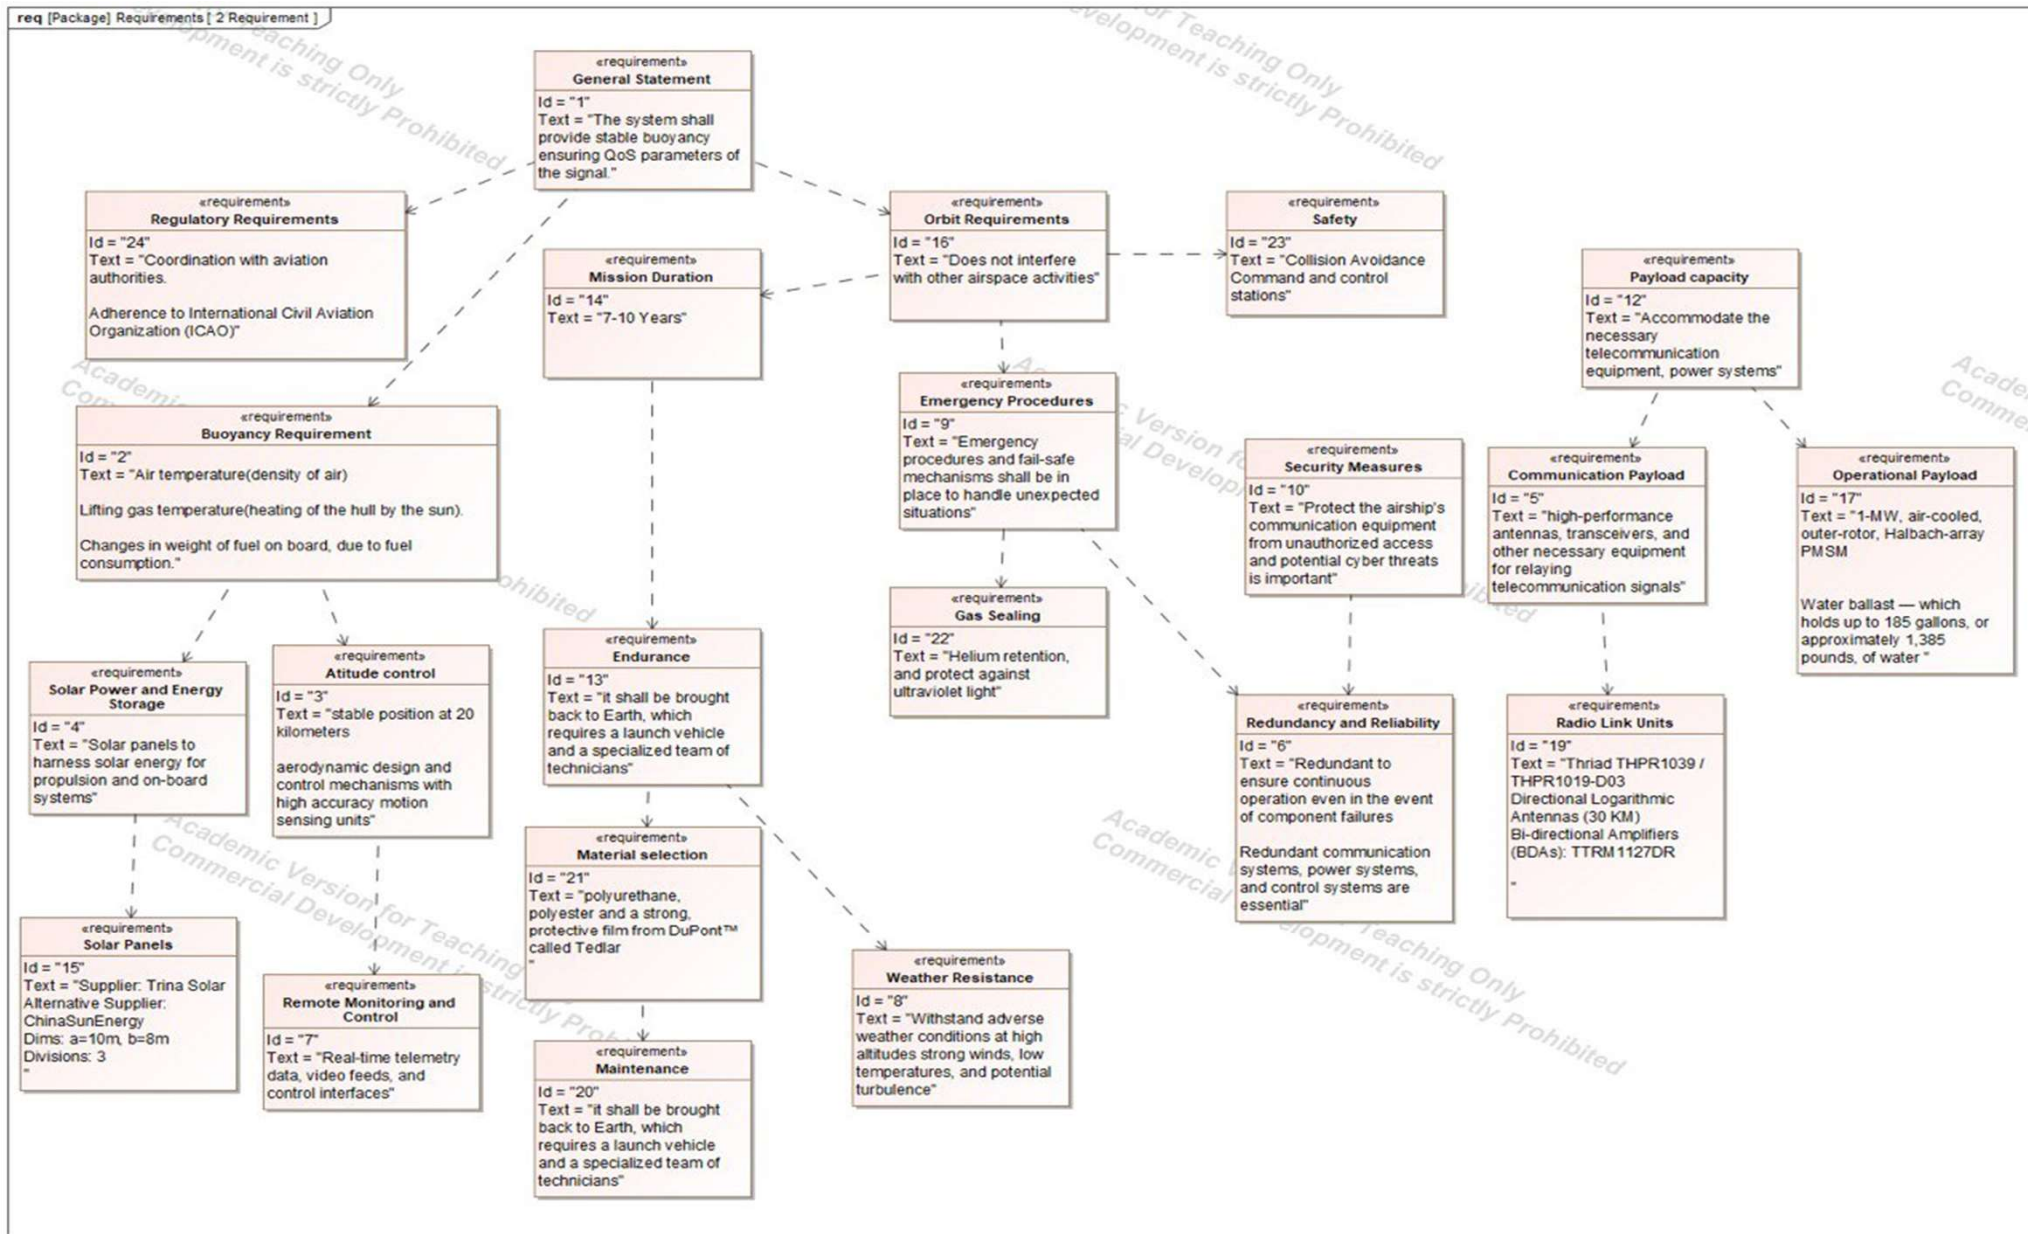 req [Package] Requirements [ 2 Requirement ]
«requirement»
General Statement
Id = "1"
Text = "The system shall
provide stable buoyancy
ensuring QoS parameters of
the signal."
«requirement»
Regulatory Requirements
Id = "24"
Text = "Coordination with aviation
authorities.
Adherence to International Civil Aviation
Organization (ICAO)"
«requirement»
Mission Duration
Id = "14"
Text = "7-10 Years"
«requirement»
Orbit Requirements
Id = "16"
Text = "Does not interfere
with other airspace activities"
«requirement»
Safety
Id = "23"
Text = "Collision Avoidance
Command and control
stations"
«requirement»
Payload capacity
Id = "12"
Text = "Accommodate the
necessary
telecommunication
equipment, power systems"
«requirement»
Buoyancy Requirement
Id = "2"
Text = "Air temperature(density of air)
Lifting gas temperature(heating of the hull by the sun).
Changes in weight of fuel on board, due to fuel
consumption."
«requirement»
Emergency Procedures
Id = "9"
Text = "Emergency
procedures and fail-safe
mechanisms shall be in
place to handle unexpected
situations"
«requirement»
Security Measures
Id = "10"
Text = "Protect the airship's
communication equipment
from unauthorized access
and potential cyber threats
is important"
«requirement»
Communication Payload
Id = "5"
Text = "high-performance
antennas, transceivers, and
other necessary equipment
for relaying
telecommunication signals"
«requirement»
Operational Payload
Id = "17"
Text = "1-MW, air-cooled,
outer-rotor, Halbach-array
PMSM
Water ballast — which
holds up to 185 gallons, or
approximately 1,385
pounds, of water "
«requirement»
Solar Power and Energy
Storage
Id = "4"
Text = "Solar panels to
harness solar energy for
propulsion and on-board
systems"
«requirement»
Atitude control
Id = "3"
Text = "stable position at 20
kilometers
aerodynamic design and
control mechanisms with
high accuracy motion
sensing units"
«requirement»
Endurance
Id = "13"
Text = "it shall be brought
back to Earth, which
requires a launch vehicle
and a specialized team of
technicians"
«requirement»
Gas Sealing
Id = "22"
Text = "Helium retention,
and protect against
ultraviolet light"
«requirement»
Redundancy and Reliability
Id = "6"
Text = "Redundant to
ensure continuous
operation even in the event
of component failures
Redundant communication
systems, power systems,
and control systems are
essential"
«requirement»
Radio Link Units
Id = "19"
Text = "Thriad THPR1039 /
THPR1019-D03
Directional Logarithmic
Antennas (30 KM)
Bi-directional Amplifiers
(BDAs): TTRM1127DR
"
«requirement»
Solar Panels
Id = "15"
Text = "Supplier: Trina Solar
Alternative Supplier:
ChinaSunEnergy
Dims: a=10m, b=8m
Divisions: 3
"
«requirement»
Remote Monitoring and
Control
Id = "7"
Text = "Real-time telemetry
data, video feeds, and
control interfaces"
«requirement»
Material selection
Id = "21"
Text = "polyurethane,
polyester and a strong,
protective film from DuPont™
called Tedlar
"
«requirement»
Maintenance
Id = "20"
Text = "it shall be brought
back to Earth, which
requires a launch vehicle
and a specialized team of
technicians"
«requirement»
Weather Resistance
Id = "8"
Text = "Withstand adverse
weather conditions at high
altitudes strong winds, low
temperatures, and potential
turbulence"
Academic Version for Teaching
Commercial Development is strictly